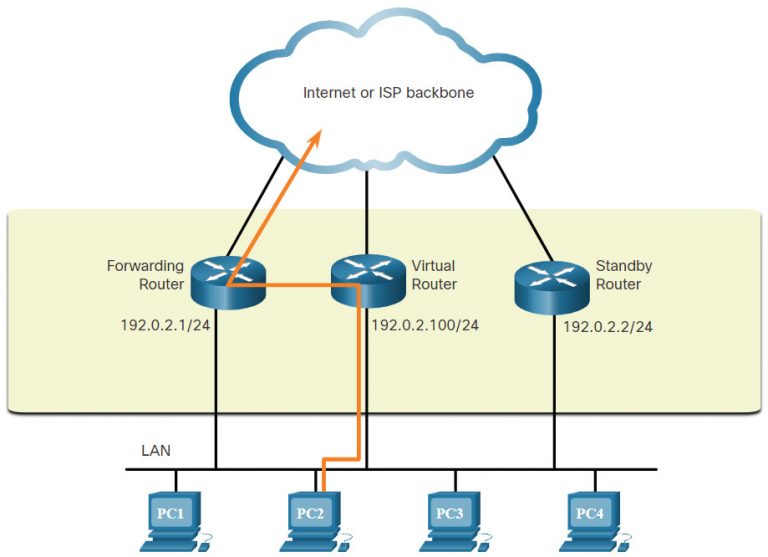 Internet or ISP backbone
Forwarding
Router
Virtual
Router
Standby
Router
192.0.2.1/24
192.0.2.100/24
192.0.2.2/24
LAN
PC1
PC2
PC3
PC4